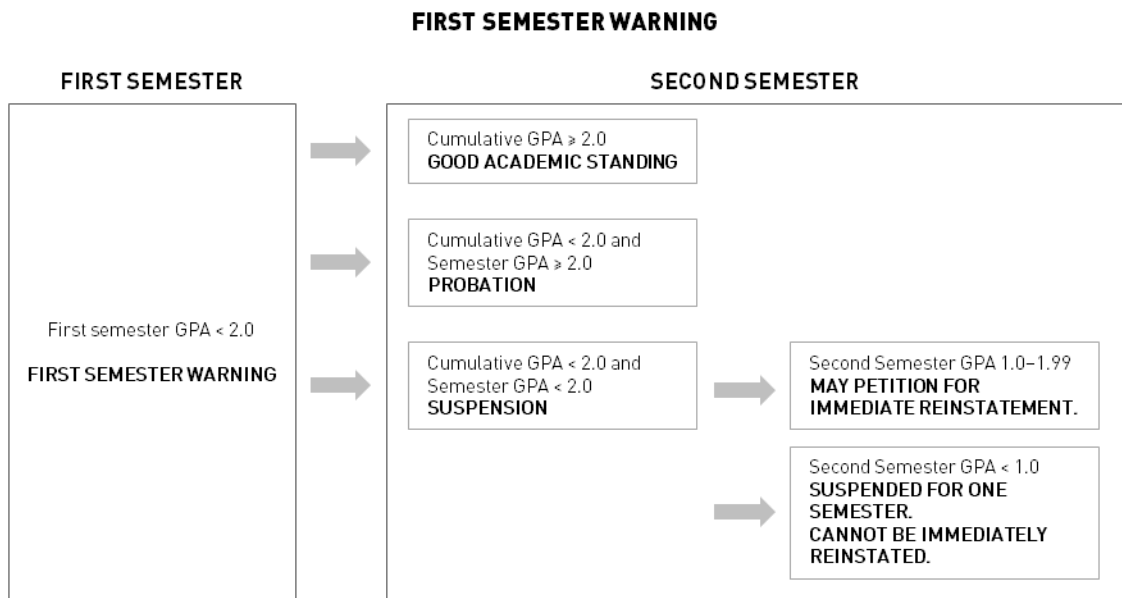 FIRST SEMESTER WARNING
FIRST SEMESTER
SECOND SEMESTER
First semester GPA < 2.0
FIRST SEMESTER WARNING
Cumulative GPA ≥ 2.0
GOOD ACADEMIC STANDING
Cumulative GPA < 2.0 and
Semester GPA ≥ 2.0
PROBATION
Cumulative GPA < 2.0 and
Semester GPA < 2.0
SUSPENSION
Second Semester GPA 1.0–1.99
MAY PETITION FOR
IMMEDIATE REINSTATEMENT.
Second Semester GPA < 1.0
SUSPENDED FOR ONE
SEMESTER.
CANNOT BE IMMEDIATELY
REINSTATED.